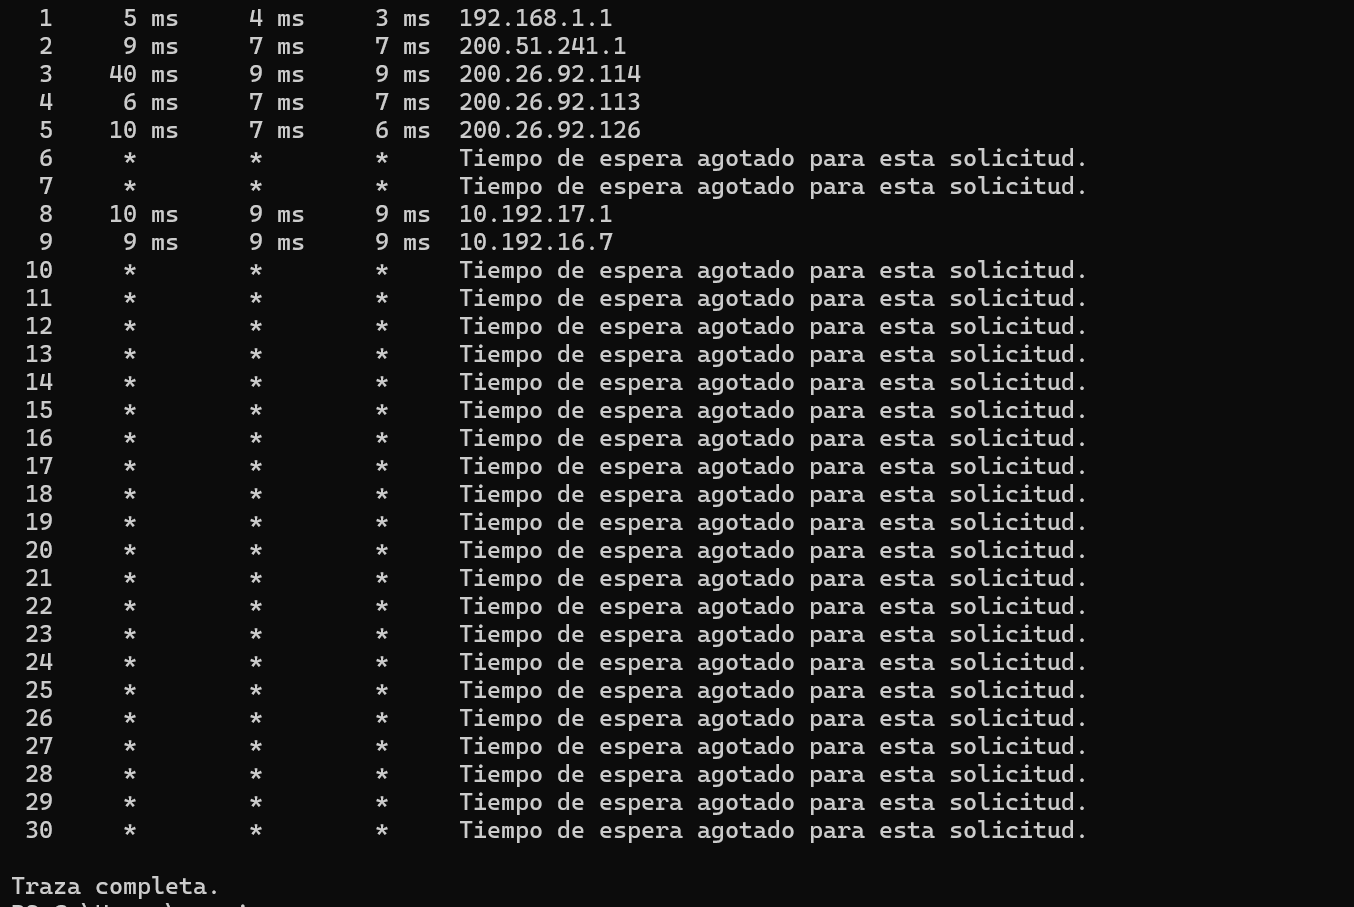 1 5 ms 4 ms 3 ms 192.168.1.1
2 9 ms 7 ms 7 ms 200.51.241.1
3 40 ms 9 ms 9 ms 200.26.92.114
4 6 ms 7 ms 7 ms 200.26.92.113
5 10 ms 7 ms 6 ms 200.26.92.126
6 * * * Tiempo de espera agotado para esta solicitud.
7 * * * Tiempo de espera agotado para esta solicitud.
8 10 ms 9 ms 9 ms 10.192.17.1
9 9 ms 9 ms 9 ms 10.192.16.7
10 * * * Tiempo de espera agotado para esta solicitud.
11 * * * Tiempo de espera agotado para esta solicitud.
12 * * * Tiempo de espera agotado para esta solicitud.
13 * * * Tiempo de espera agotado para esta solicitud.
14 * * * Tiempo de espera agotado para esta solicitud.
15 * * * Tiempo de espera agotado para esta solicitud.
16 * * * Tiempo de espera agotado para esta solicitud.
17 * * * Tiempo de espera agotado para esta solicitud.
18 * * * Tiempo de espera agotado para esta solicitud.
19 * * * Tiempo de espera agotado para esta solicitud.
20 * * * Tiempo de espera agotado para esta solicitud.
21 * * * Tiempo de espera agotado para esta solicitud.
22 * * * Tiempo de espera agotado para esta solicitud.
23 * * * Tiempo de espera agotado para esta solicitud.
24 * * * Tiempo de espera agotado para esta solicitud.
25 * * * Tiempo de espera agotado para esta solicitud.
26 * * * Tiempo de espera agotado para esta solicitud.
27 * * * Tiempo de espera agotado para esta solicitud.
28 * * * Tiempo de espera agotado para esta solicitud.
29 * * * Tiempo de espera agotado para esta solicitud.
30 * * * Tiempo de espera agotado para esta solicitud.
Traza completa.